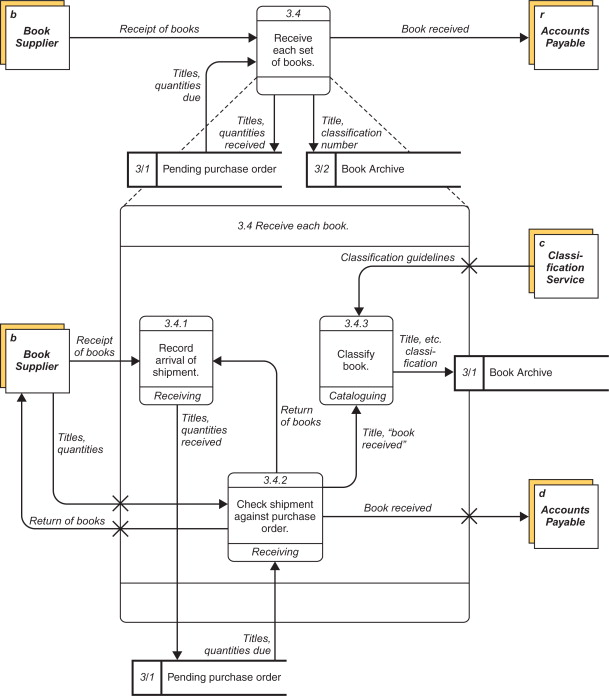 b
Book
Supplier
Receipt of books
3.4
Receive
each set
of books.
Book received
r
Accounts
Payable
Titles,
quantities
due
Titles,
quantities
received
Title,
classification
number
3/1
Pending purchase order
3/2
Book Archive
3.4 Receive each book.
Classification guidelines
c
Classi-
fication
Service
b
Book
Supplier
Receipt
of books
3.4.1
Record
arrival of
shipment.
Receiving
3.4.3
Classify
book.
Cataloguing
Title, etc.
classi-
fication
3/1
Book Archive
Titles,
quantities
Titles,
quantities
received
Return
of books
Title, “book
received”
3.4.2
Check shipment
against purchase
order.
Receiving
Return of books
Book received
d
Accounts
Payable
Titles,
quantities due
3/1
Pending purchase order